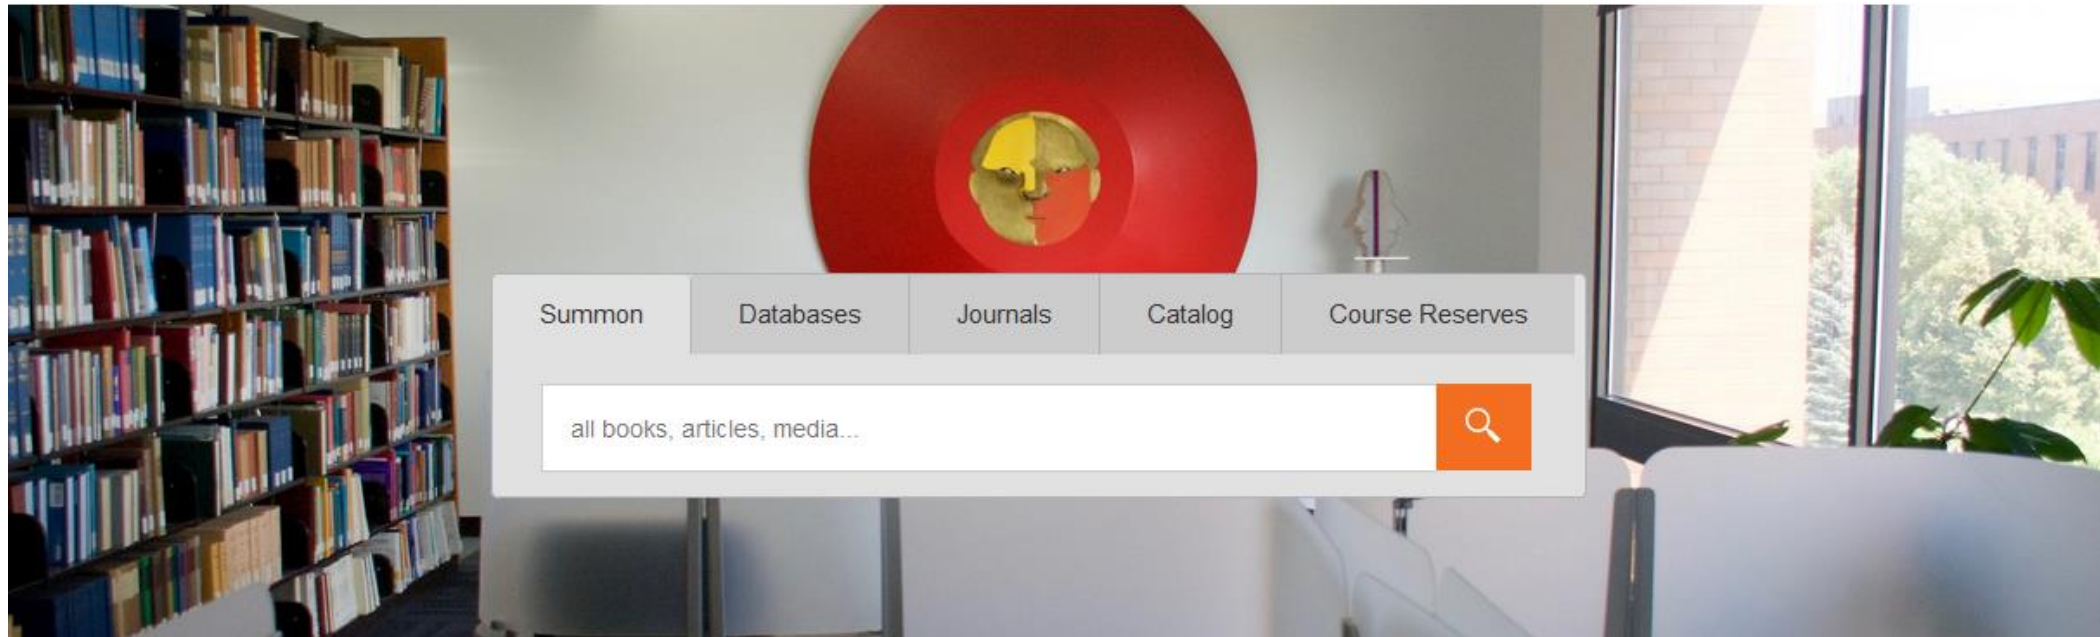 Summon Databases Journals Catalog Course Reserves
all books, articles, media...